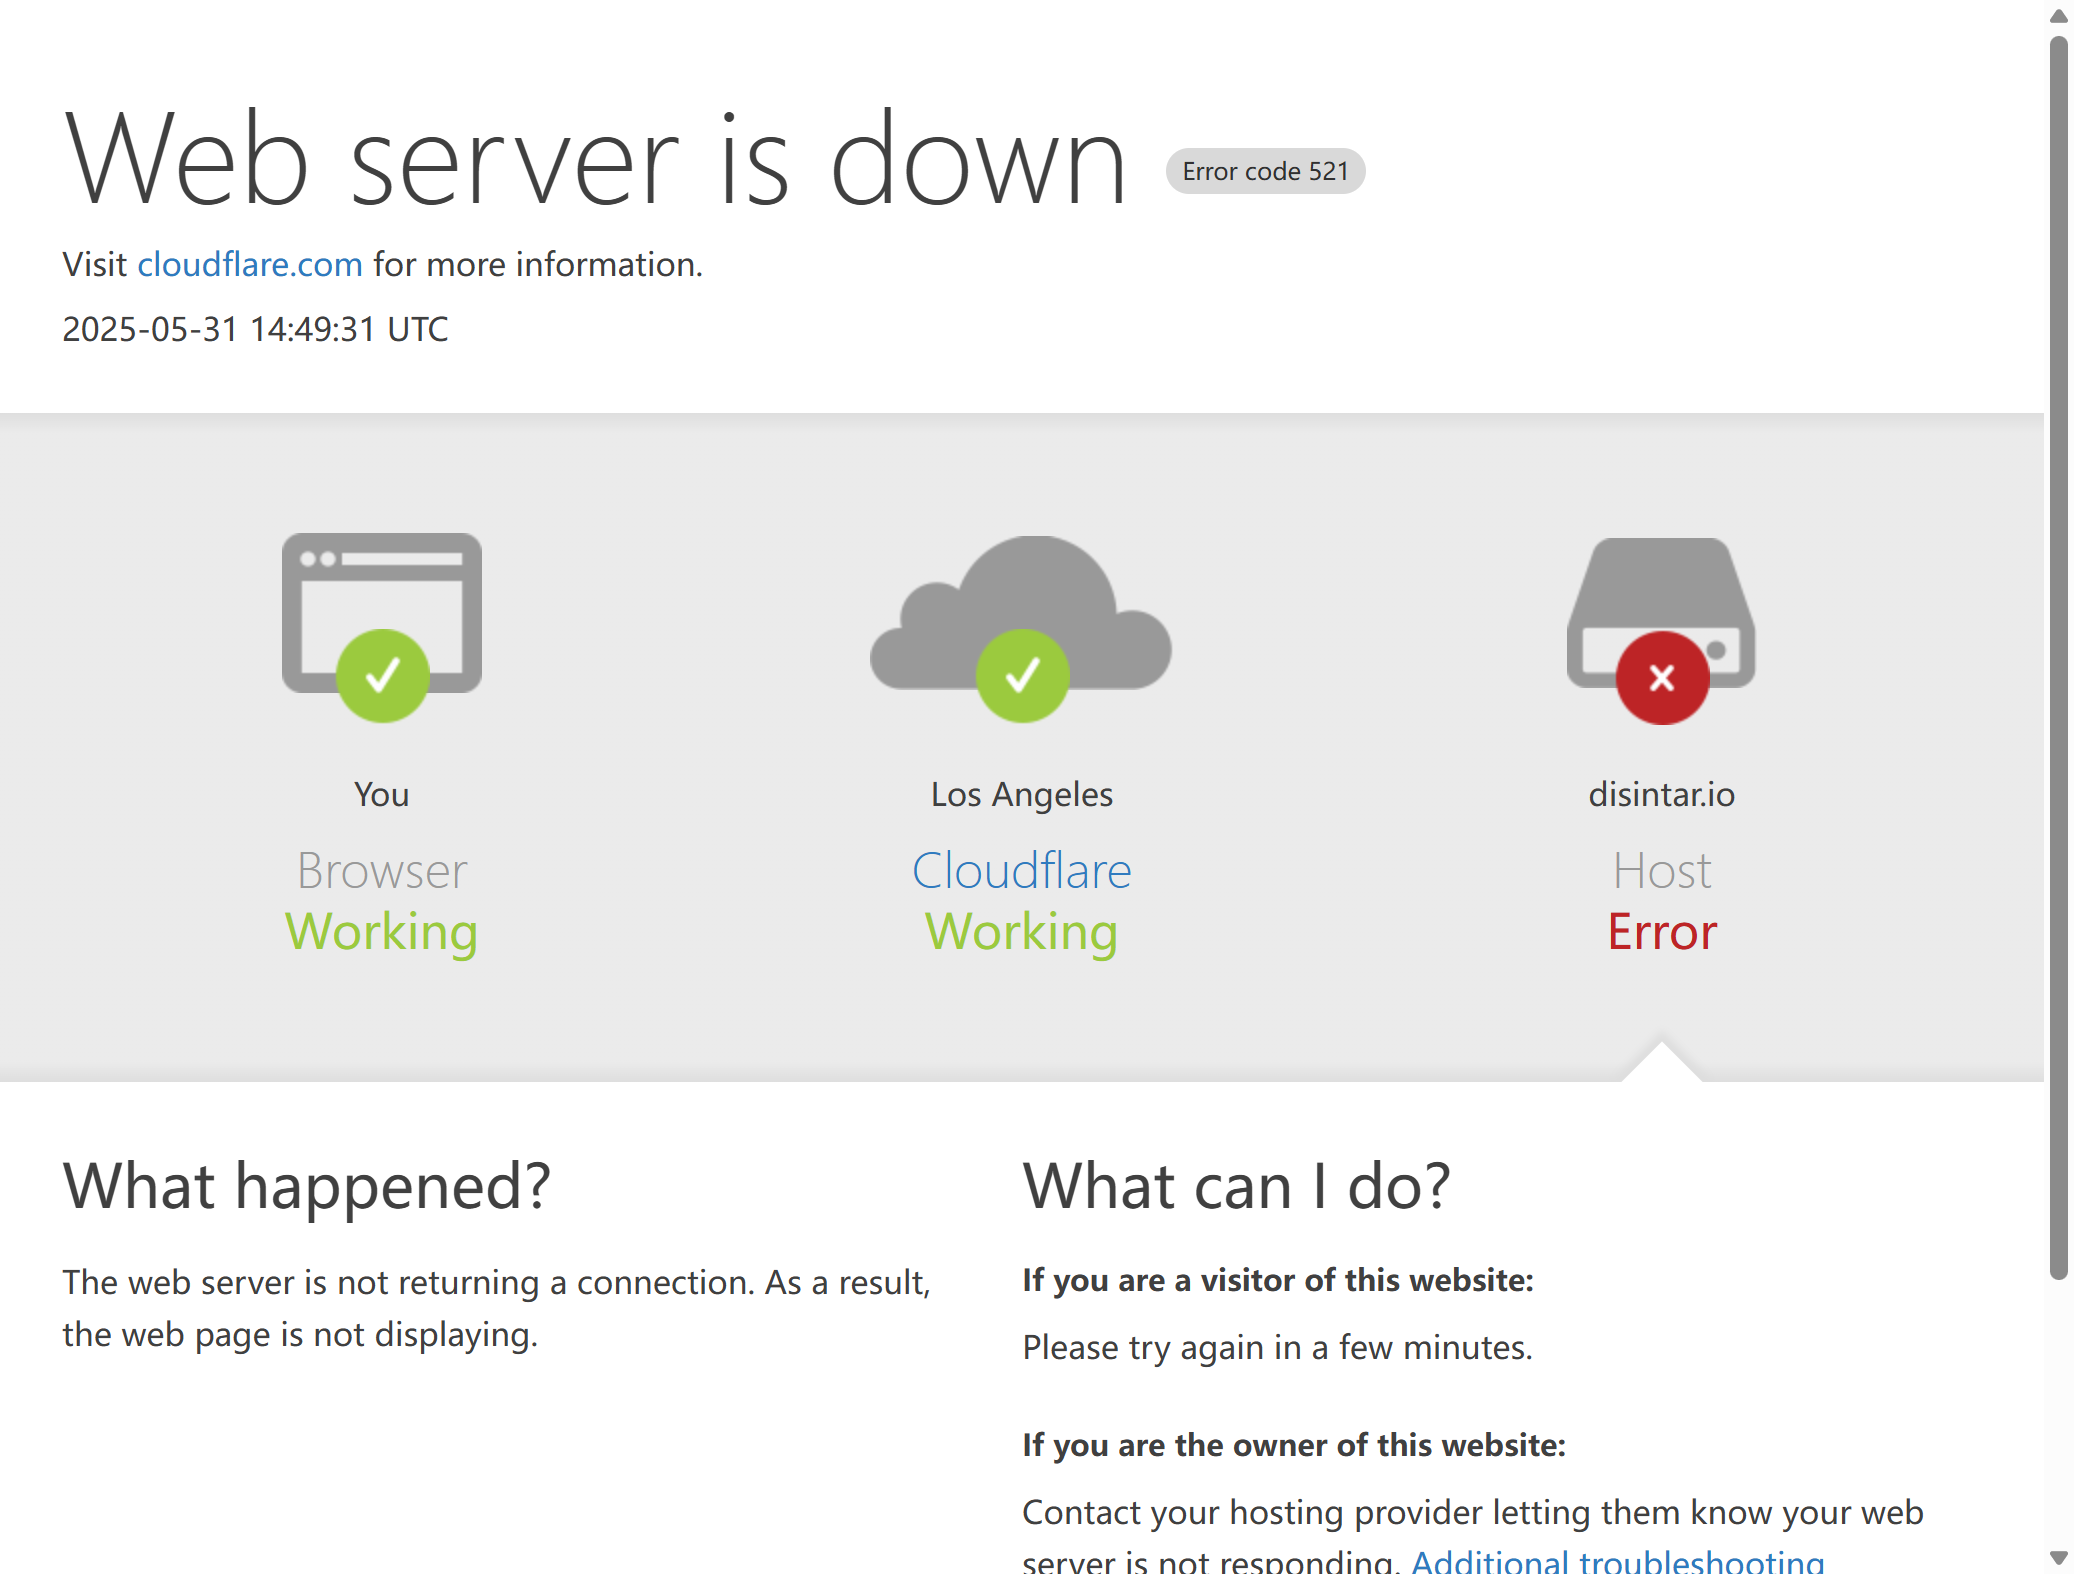 Web server is down Error code 521
Visit cloudflare.com for more information.
2025-05-31 14:49:31 UTC
You
Browser
Working
Los Angeles
Cloudflare
Working
disintar.io
Host
Error
What happened?
The web server is not returning a connection. As a result,
the web page is not displaying.
What can I do?
If you are a visitor of this website:
Please try again in a few minutes.
If you are the owner of this website:
Contact your hosting provider letting them know your web
server is not responding. Additional troubleshooting